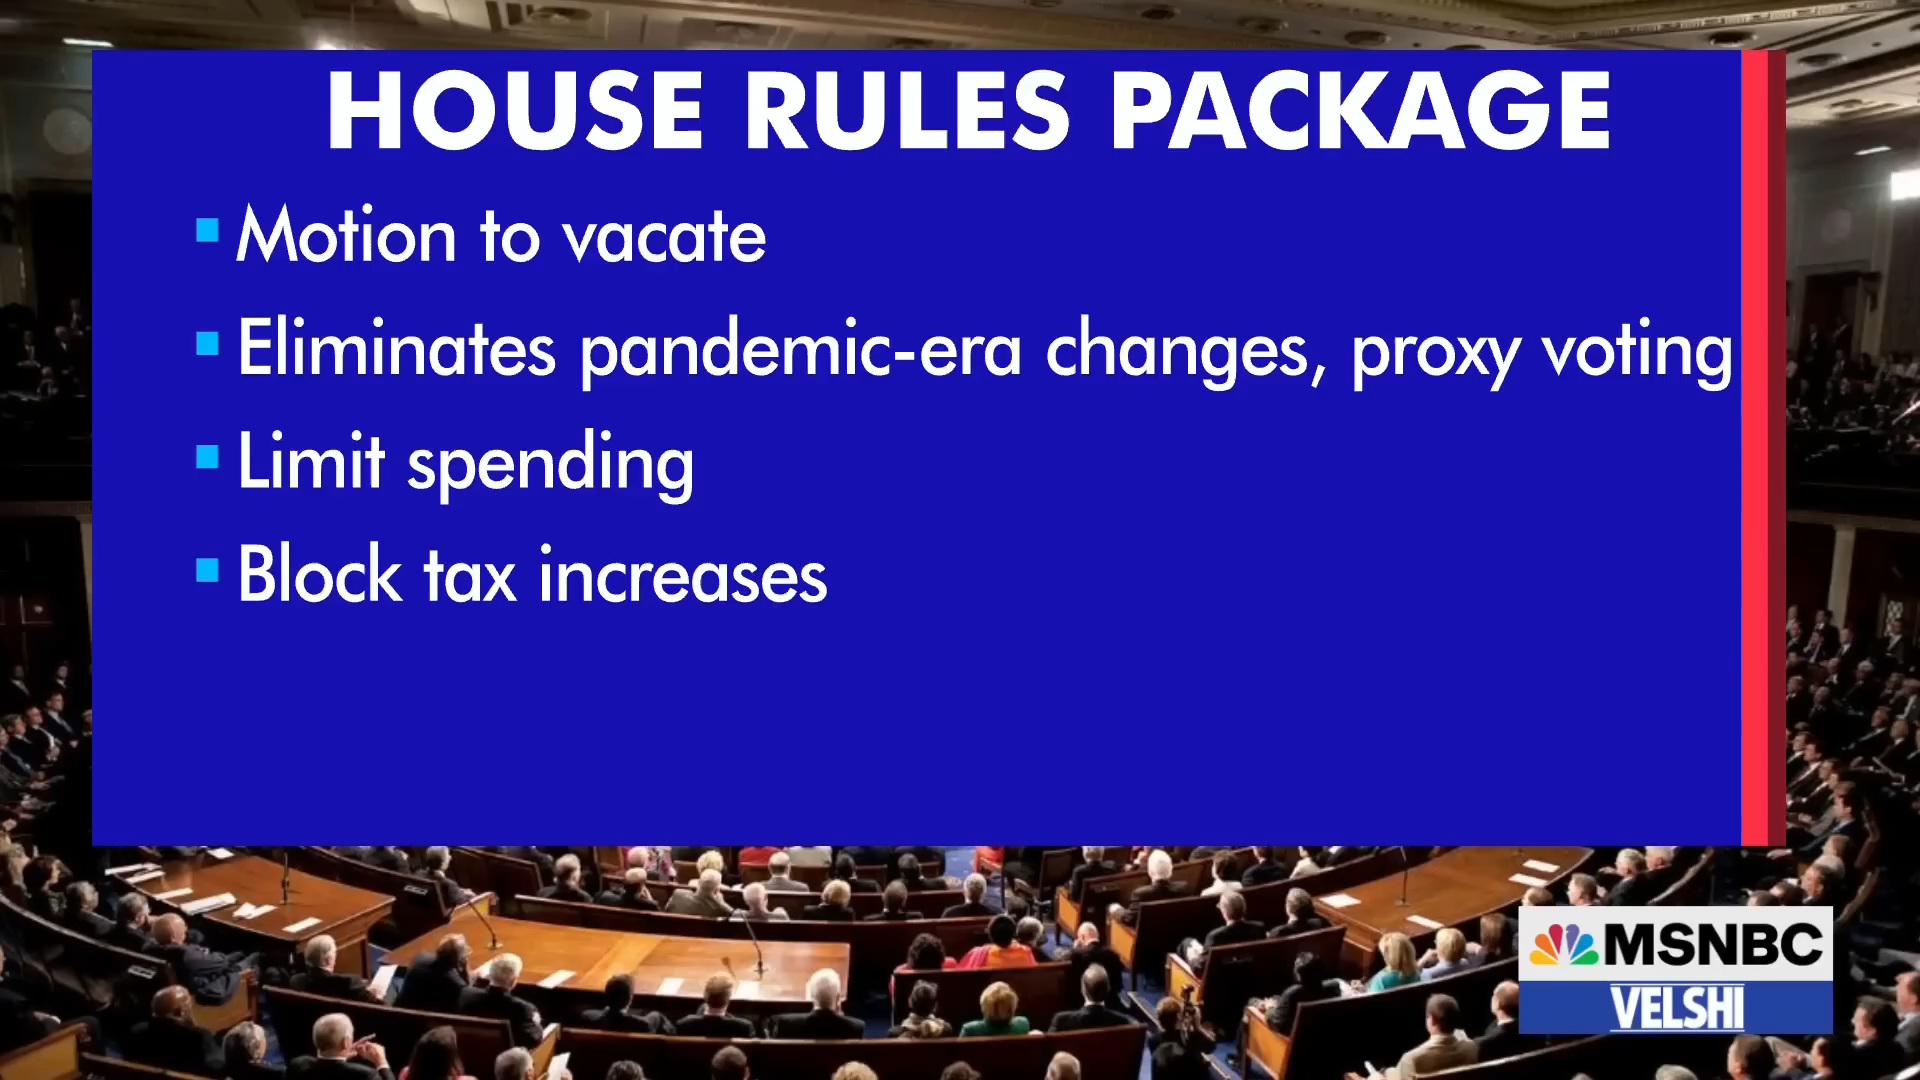 HOUSE RULES PACKAGE
Motion to vacate
Eliminates pandemic-era changes, proxy voting
Limit spending
Block tax increases
MSNBC
VELSHI